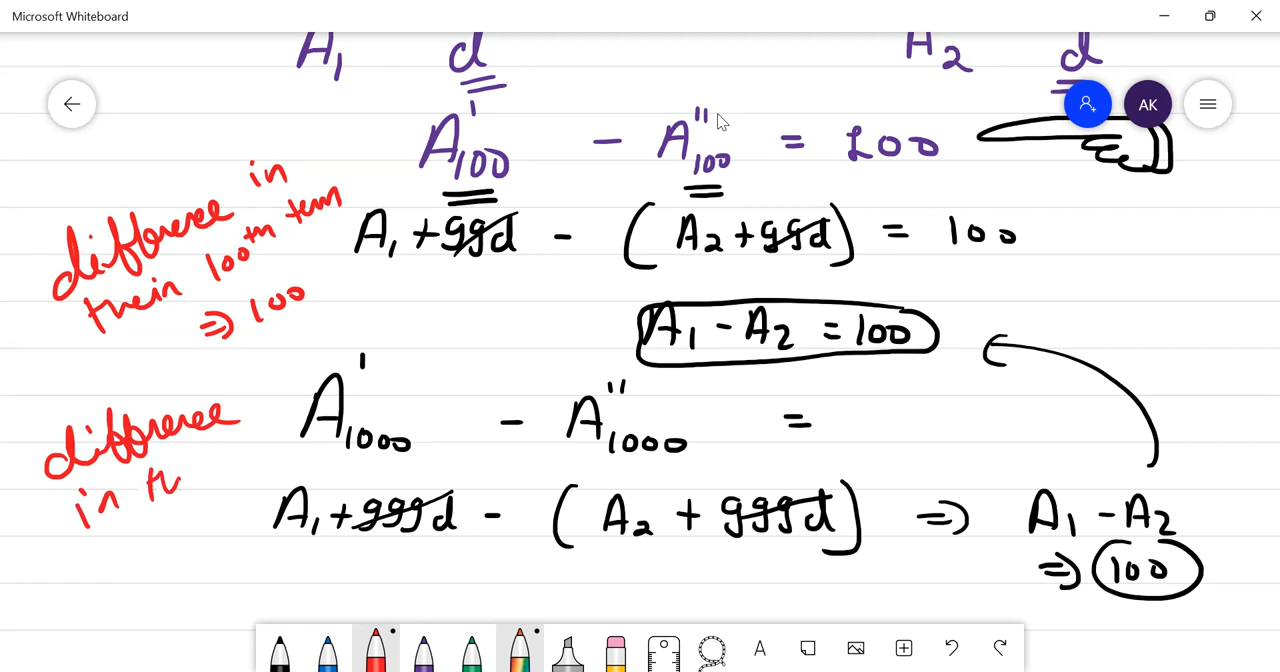 Microsoft Whiteboard
A₁ d A₂ d
AK
A'₁₀₀ - A''₁₀₀ = 100
difference in
their 100th term
⇒ 100
A₁ + 99d - (A₂ + 99d) = 100
A₁ - A₂ = 100
A'₁₀₀₀ - A''₁₀₀₀ =
difference
in th
A₁ + 999d - (A₂ + 999d) ⇒ A₁ - A₂
⇒ 100
A